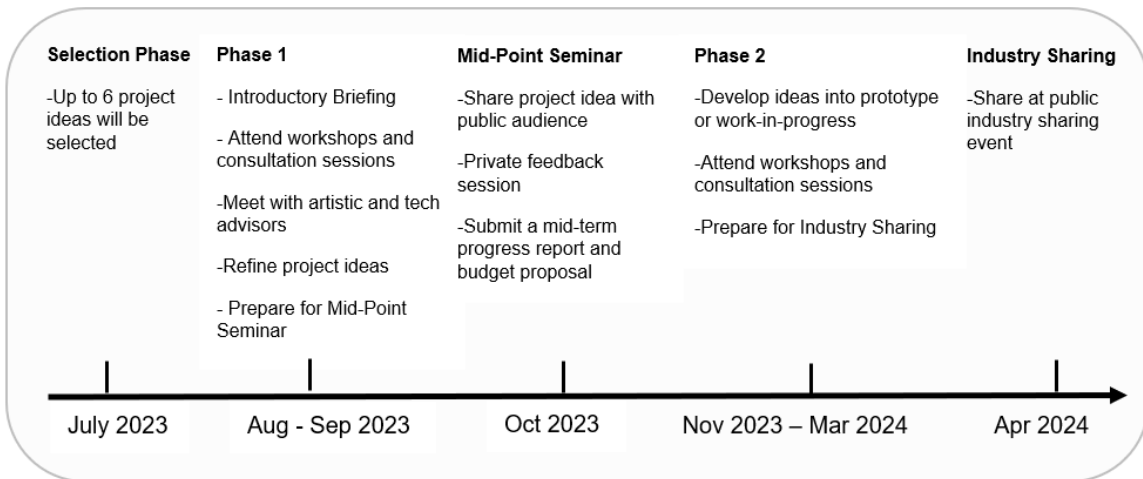 Selection Phase
-Up to 6 project
ideas will be
selected
Phase 1
- Introductory Briefing
- Attend workshops and
consultation sessions
-Meet with artistic and tech
advisors
-Refine project ideas
- Prepare for Mid-Point
Seminar
Mid-Point Seminar
-Share project idea with
public audience
-Private feedback
session
-Submit a mid-term
progress report and
budget proposal
Phase 2
-Develop ideas into prototype
or work-in-progress
-Attend workshops and
consultation sessions
-Prepare for Industry Sharing
Industry Sharing
-Share at public
industry sharing
event
July 2023
Aug - Sep 2023
Oct 2023
Nov 2023 – Mar 2024
Apr 2024